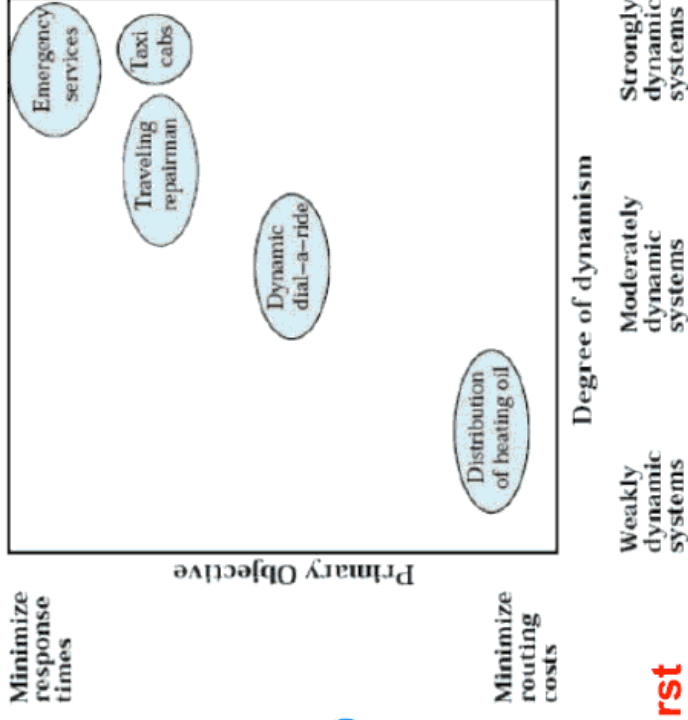 Minimize
response
times
Minimize
routing
costs
Primary Objective
Emergency
services
Taxi
cabs
Traveling
repairman
Dynamic
dial-a-ride
Distribution
of heating oil
Degree of dynamism
Weakly
dynamic
systems
Moderately
dynamic
systems
Strongly
dynamic
systems
rst